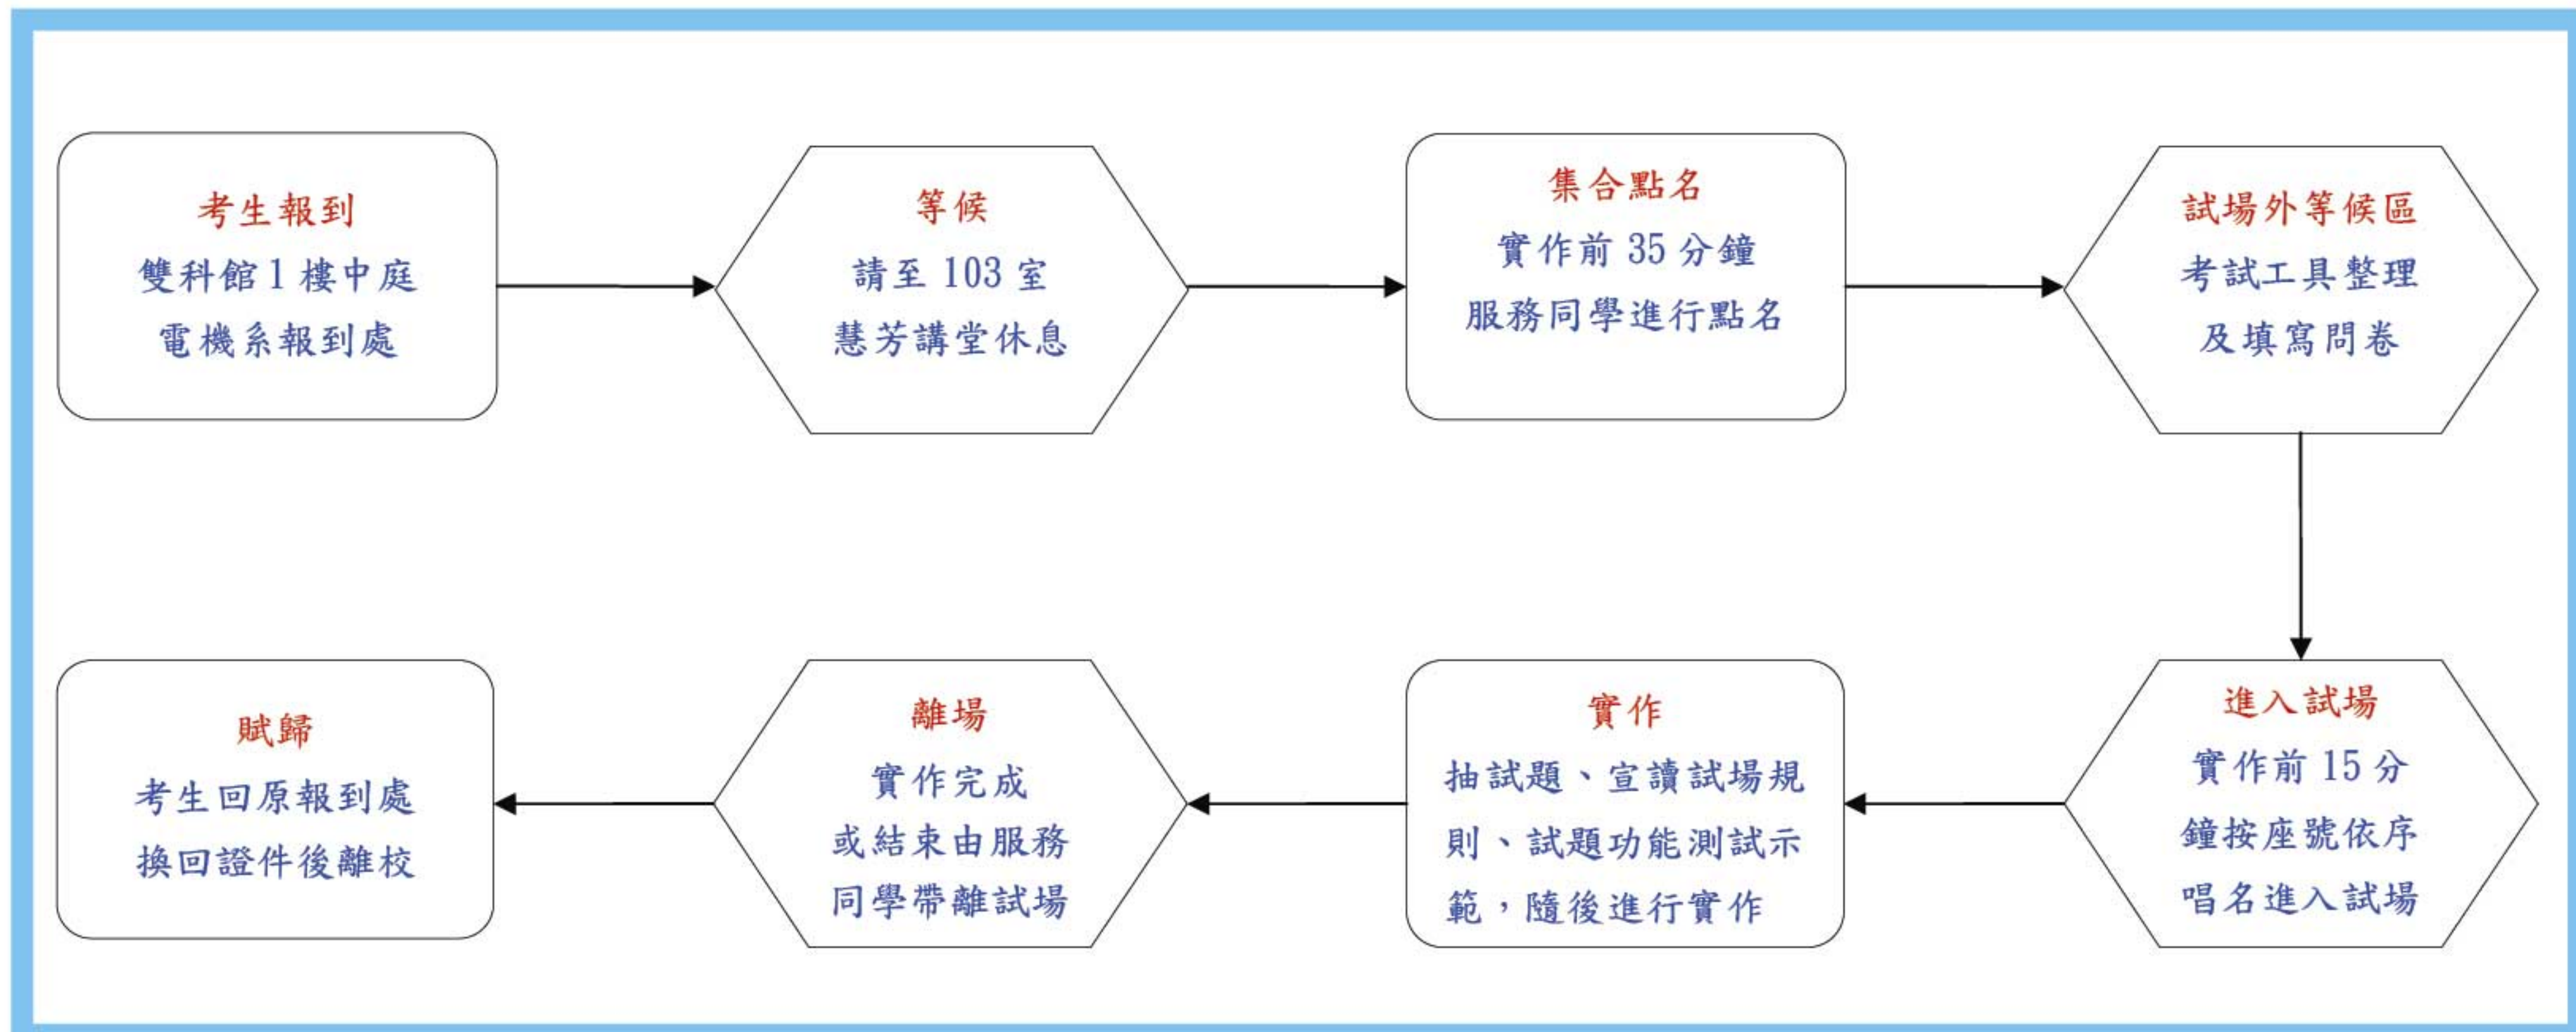 考生報到
雙科館1樓中庭
電機系報到處
等候
請至 103 室
慧芳講堂休息
集合點名
實作前 35 分鐘
服務同學進行點名
試場外等候區
考試工具整理
及填寫問卷
進入試場
實作前 15 分
鐘按座號依序
唱名進入試場
實作
抽試題、宣讀試場規
則、試題功能測試示
範，隨後進行實作
離場
實作完成
或結束由服務
同學帶離試場
賦歸
考生回原報到處
換回證件後離校